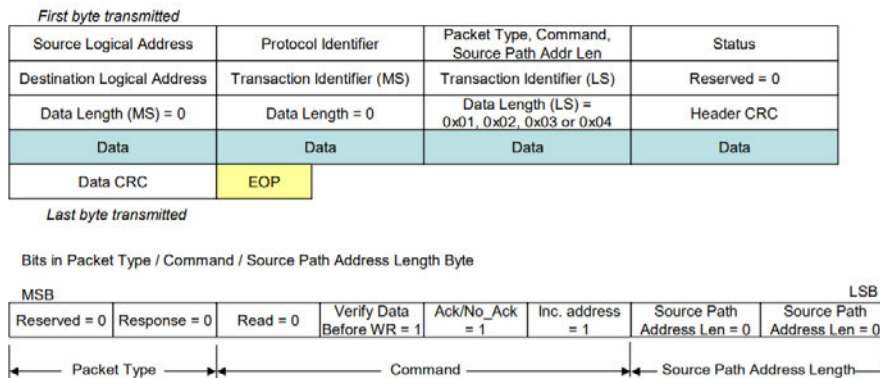 First byte transmitted
Source Logical Address Protocol Identifier Packet Type, Command, Source Path Addr Len Status
Destination Logical Address Transaction Identifier (MS) Transaction Identifier (LS) Reserved = 0
Data Length (MS) = 0 Data Length = 0 Data Length (LS) = 0x01, 0x02, 0x03 or 0x04 Header CRC
Data Data Data Data
Data CRC EOP
Last byte transmitted
Bits in Packet Type / Command / Source Path Address Length Byte
MSB LSB
Reserved = 0 Response = 0 Read = 0 Verify Data Before WR = 1 Ack/No_Ack = 1 Inc. address = 1 Source Path Address Len = 0 Source Path Address Len = 0
Packet Type Command Source Path Address Length